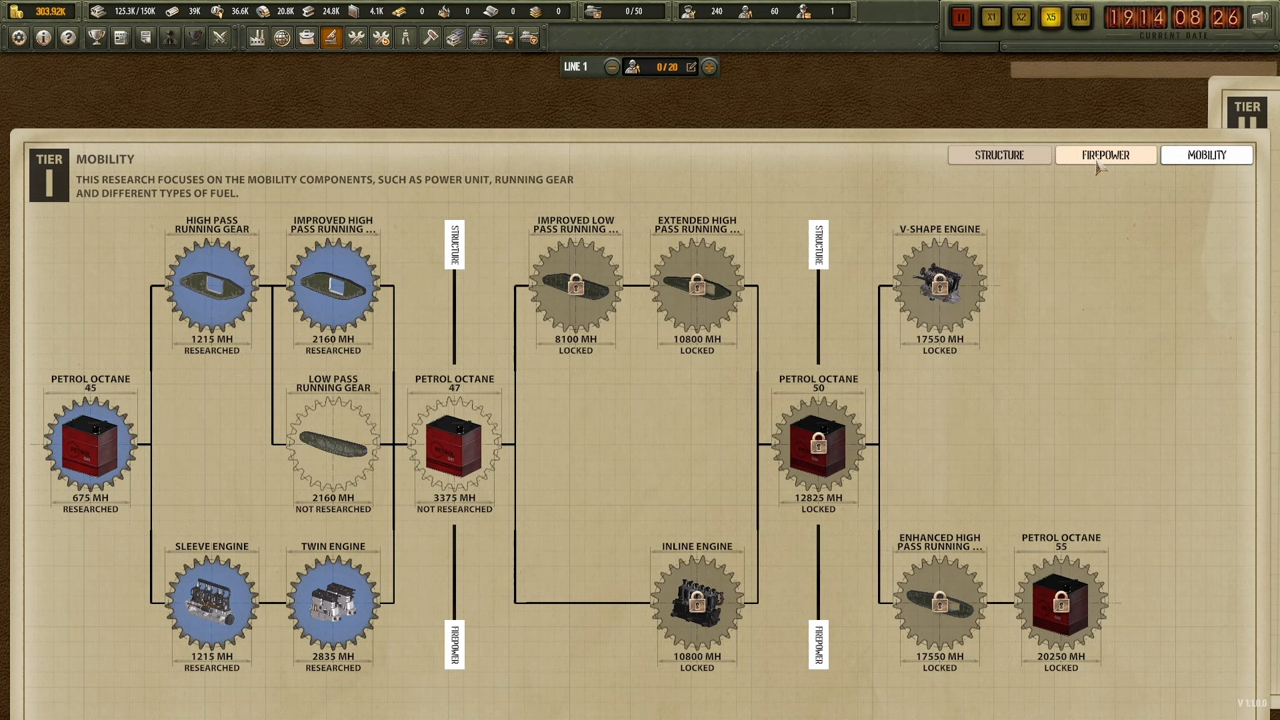 303,92K 125.3K / 150K 39K 36.6K 20.8K 24.8K 4.1K 0 0 0 0 0 / 50 240 60 1
X1 X2 X5 X10 1914 08 26
CURRENT DATE
LINE 1 0 / 20
TIER
II
TIER
I
MOBILITY
THIS RESEARCH FOCUSES ON THE MOBILITY COMPONENTS, SUCH AS POWER UNIT, RUNNING GEAR
AND DIFFERENT TYPES OF FUEL.
STRUCTURE FIREPOWER MOBILITY
HIGH PASS
RUNNING GEAR
1215 MH
RESEARCHED
IMPROVED HIGH
PASS RUNNING ...
2160 MH
RESEARCHED
STRUCTURE
IMPROVED LOW
PASS RUNNING ...
8100 MH
LOCKED
EXTENDED HIGH
PASS RUNNING ...
10800 MH
LOCKED
STRUCTURE
V-SHAPE ENGINE
17550 MH
LOCKED
PETROL OCTANE
45
675 MH
RESEARCHED
LOW PASS
RUNNING GEAR
2160 MH
NOT RESEARCHED
PETROL OCTANE
47
3375 MH
NOT RESEARCHED
PETROL OCTANE
50
12825 MH
LOCKED
SLEEVE ENGINE
1215 MH
RESEARCHED
TWIN ENGINE
2835 MH
RESEARCHED
FIREPOWER
INLINE ENGINE
10800 MH
LOCKED
FIREPOWER
ENHANCED HIGH
PASS RUNNING ...
17550 MH
LOCKED
PETROL OCTANE
55
20250 MH
LOCKED
V 1.1.0.0